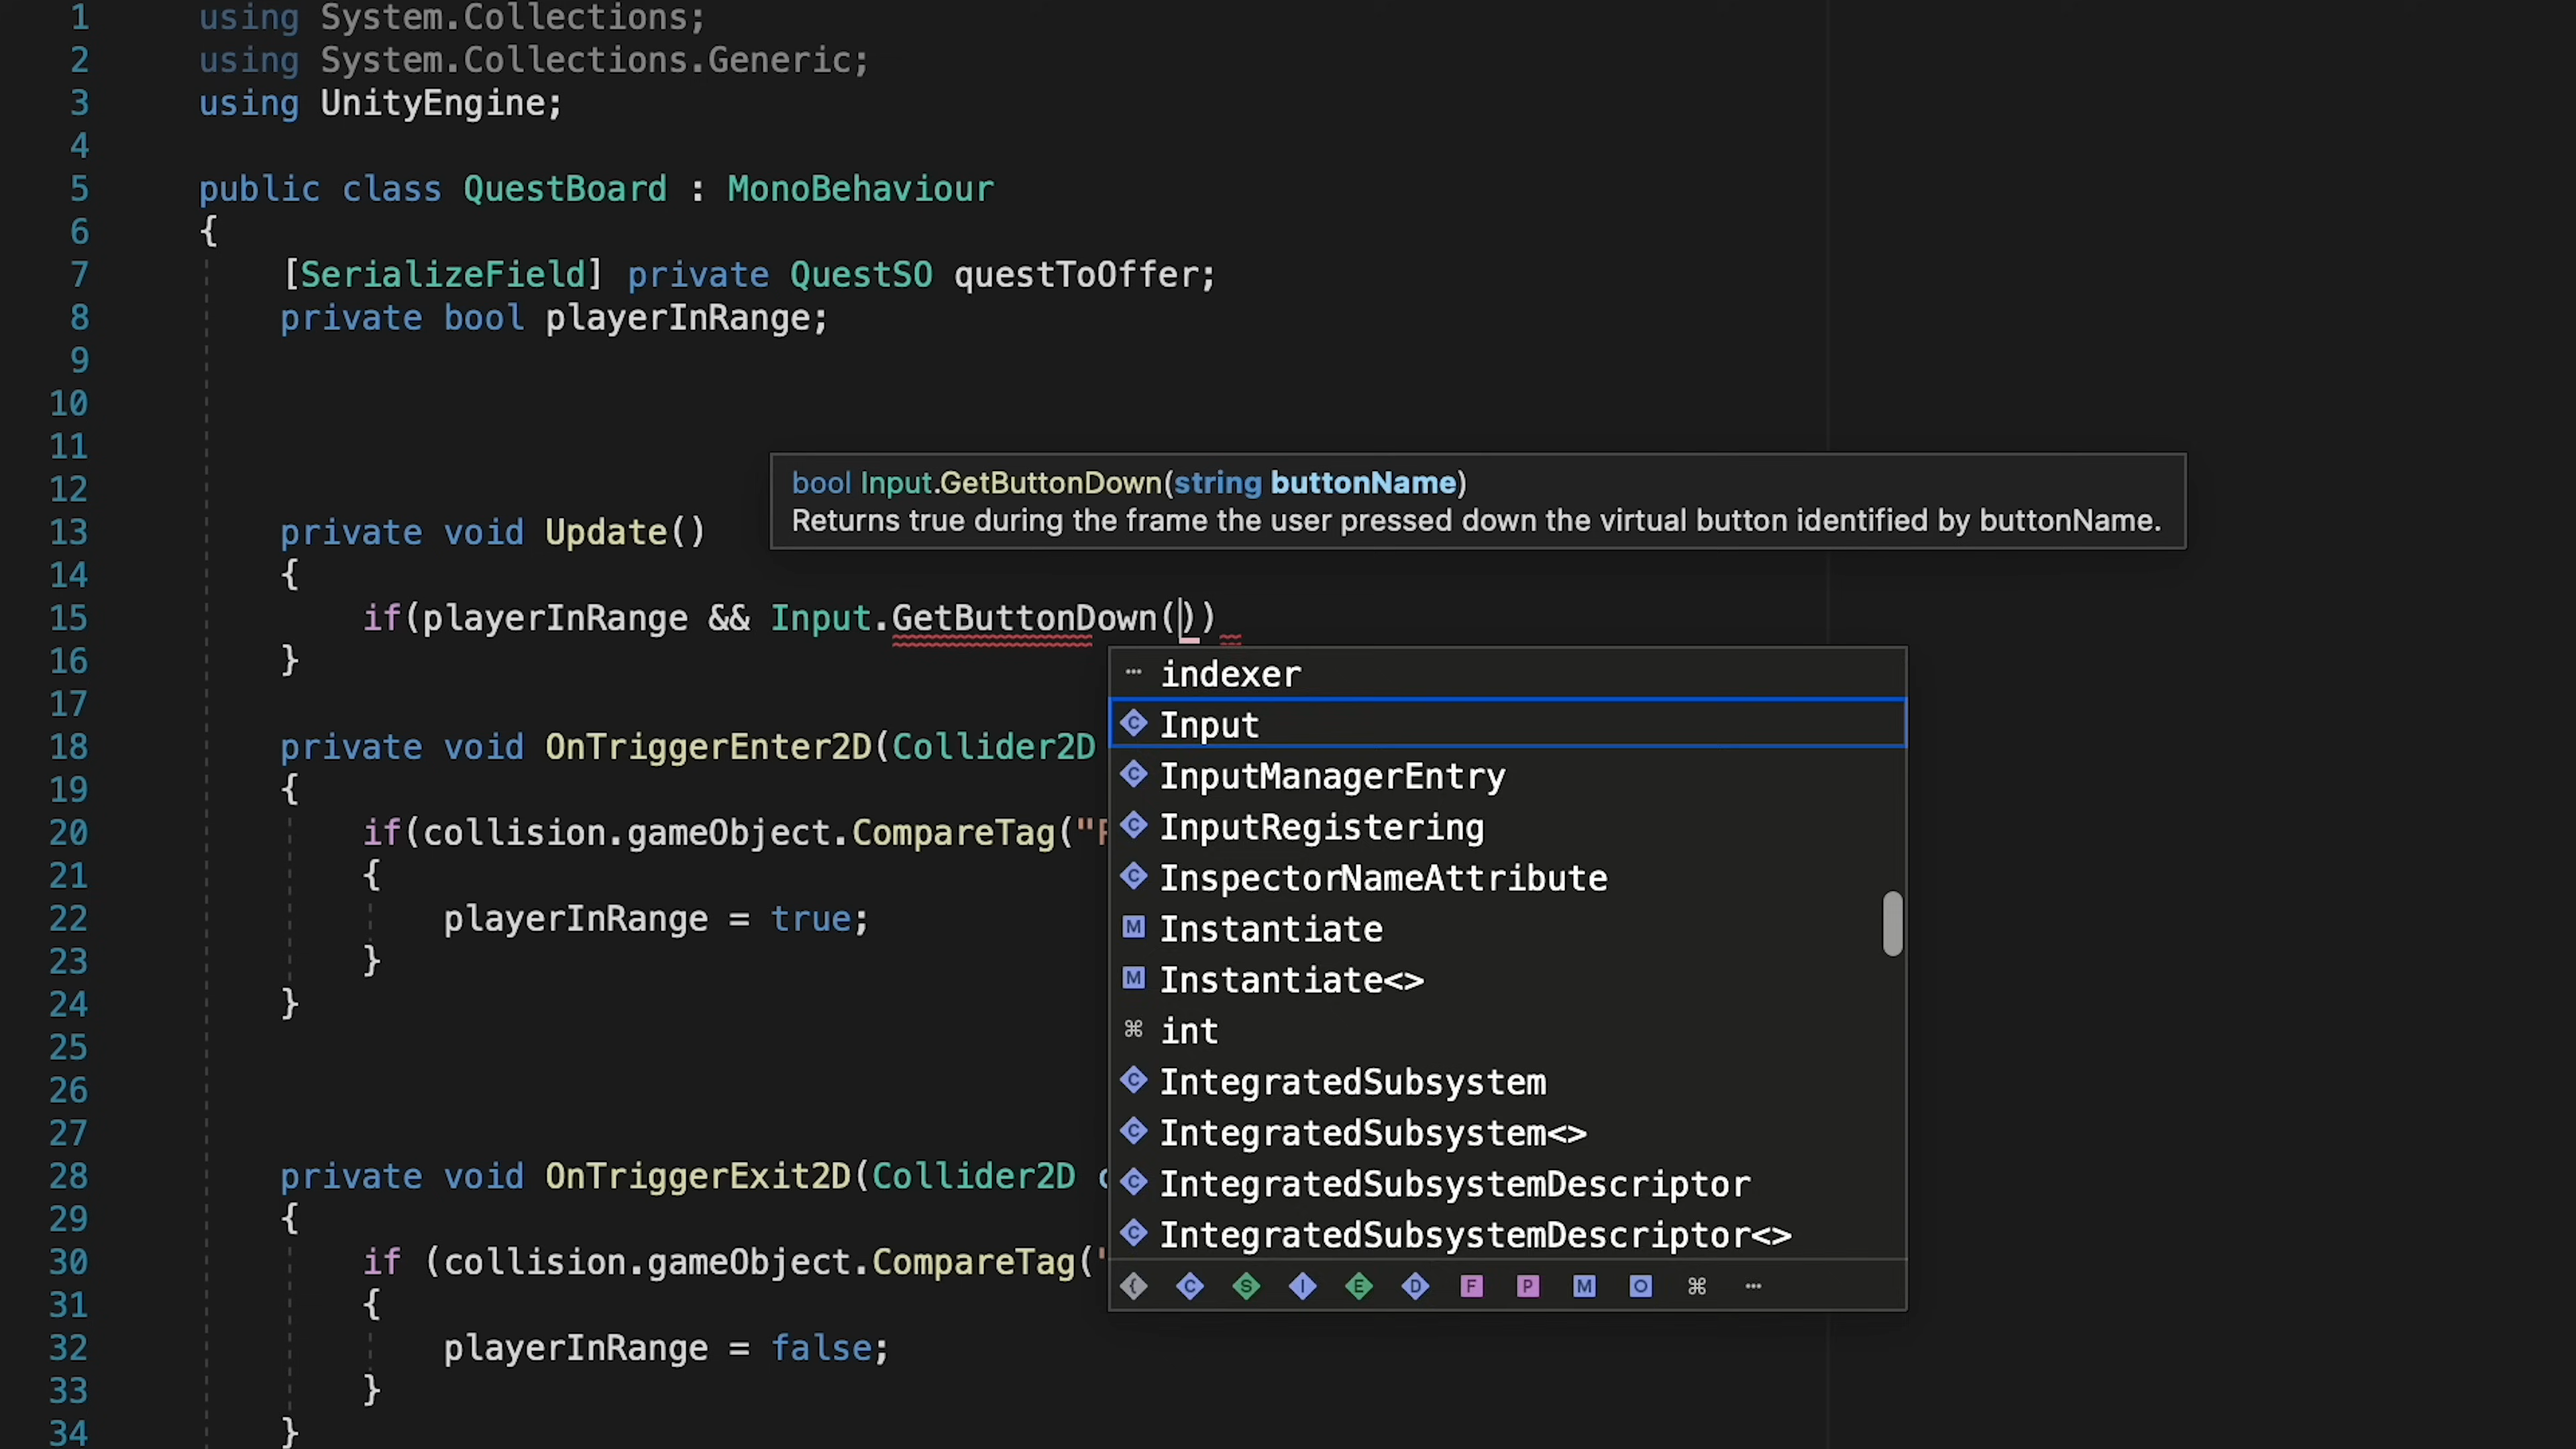 1 using System.Collections;
2 using System.Collections.Generic;
3 using UnityEngine;
4
5 public class QuestBoard : MonoBehaviour
6 {
7 [SerializeField] private QuestSO questToOffer;
8 private bool playerInRange;
9
10
11
12
bool Input.GetButtonDown(string buttonName)
Returns true during the frame the user pressed down the virtual button identified by buttonName.
13 private void Update()
14 {
15 if(playerInRange && Input.GetButtonDown())
16 }
17
18 private void OnTriggerEnter2D(Collider2D
19 {
20 if(collision.gameObject.CompareTag("
21 {
22 playerInRange = true;
23 }
24 }
25
26
27
28 private void OnTriggerExit2D(Collider2D
29 {
30 if (collision.gameObject.CompareTag(
31 {
32 playerInRange = false;
33 }
34 }
indexer
Input
InputManagerEntry
InputRegistering
InspectorNameAttribute
Instantiate
Instantiate<>
int
IntegratedSubsystem
IntegratedSubsystem<>
IntegratedSubsystemDescriptor
IntegratedSubsystemDescriptor<>
{ C S I E D F P M O ⌘ ···